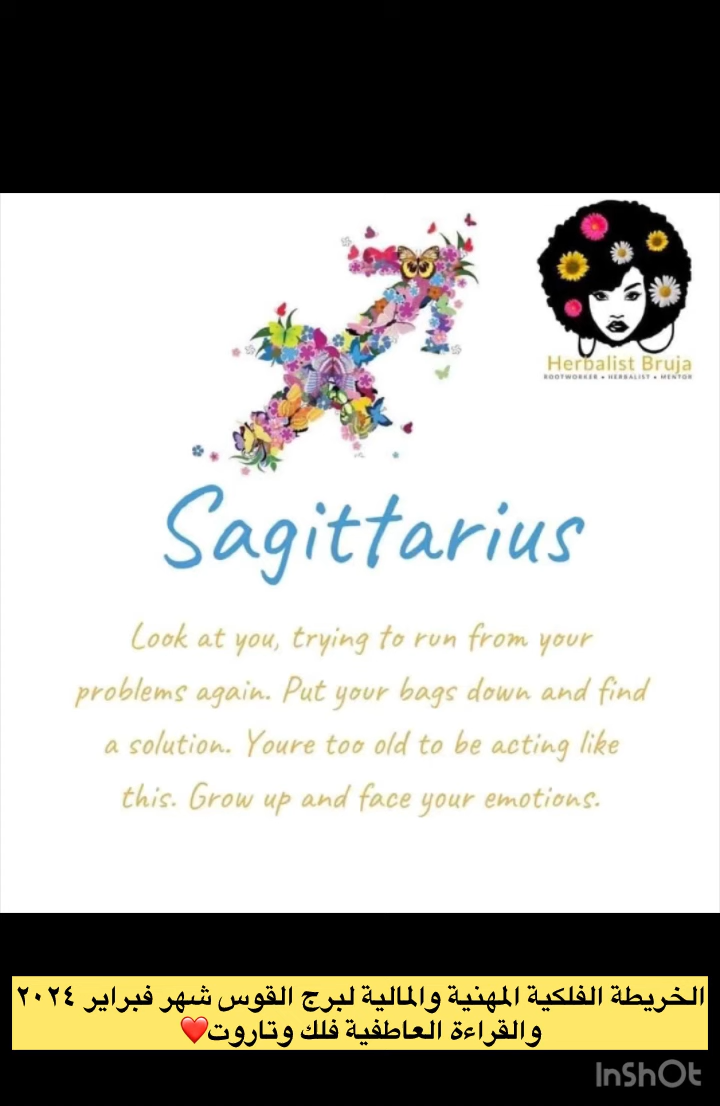 Herbalist Bruja
ROOTWORKER • HERBALIST • MENTOR
Sagittarius
Look at you, trying to run from your
problems again. Put your bags down and find
a solution. Youre too old to be acting like
this. Grow up and face your emotions.
الخريطة الفلكية المهنية والمالية لبرج القوس شهر فبراير ٢٠٢٤
والقراءة العاطفية فلك وتاروت❤️
InShOt